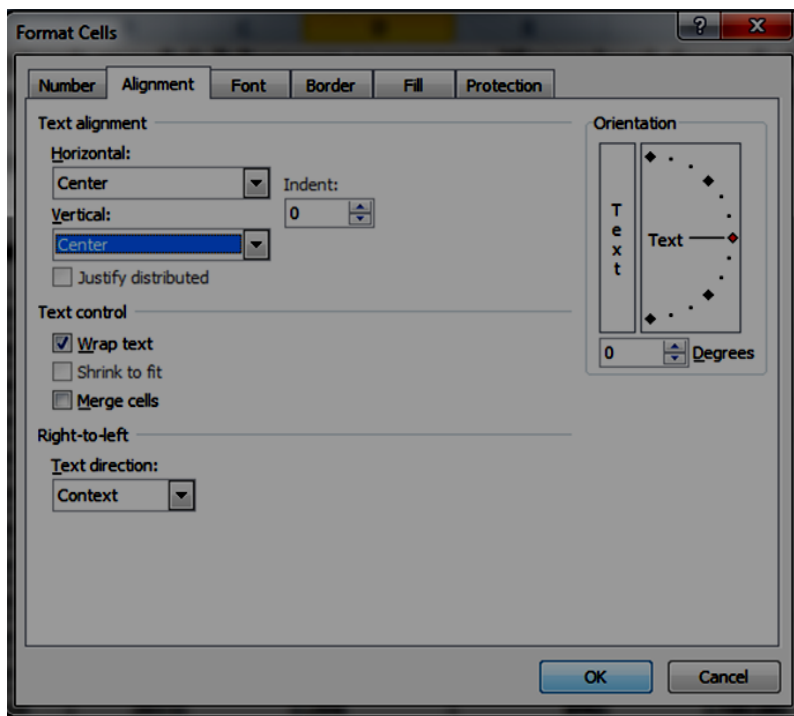 Format Cells
?
X
Number Alignment Font Border Fill Protection
Text alignment
Horizontal:
Center
Indent:
0
Vertical:
Center
Justify distributed
Text control
Wrap text
Shrink to fit
Merge cells
Right-to-left
Text direction:
Context
Orientation
Text
Text
0 Degrees
OK Cancel